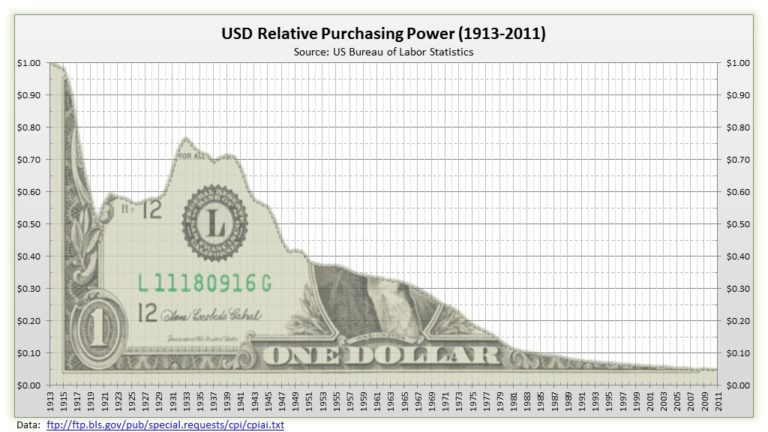 USD Relative Purchasing Power (1913-2011)
Source: US Bureau of Labor Statistics
$1.00 $1.00
$0.90 $0.90
$0.80 $0.80
$0.70 $0.70
FOR ALL
$0.60 $0.60
12
$0.50 $0.50
L
$0.40 $0.40
L11180916G
$0.30 $0.30
12
$0.20 $0.20
1
ONE DOLLAR
$0.10 $0.10
$0.00 $0.00
1913 1915 1917 1919 1921 1923 1925 1927 1929 1931 1933 1935 1937 1939 1941 1943 1945 1947 1949 1951 1953 1955 1957 1959 1961 1963 1965 1967 1969 1971 1973 1975 1977 1979 1981 1983 1985 1987 1989 1991 1993 1995 1997 1999 2001 2003 2005 2007 2009 2011
Data: ftp://ftp.bls.gov/pub/special.requests/cpi/cpiai.txt